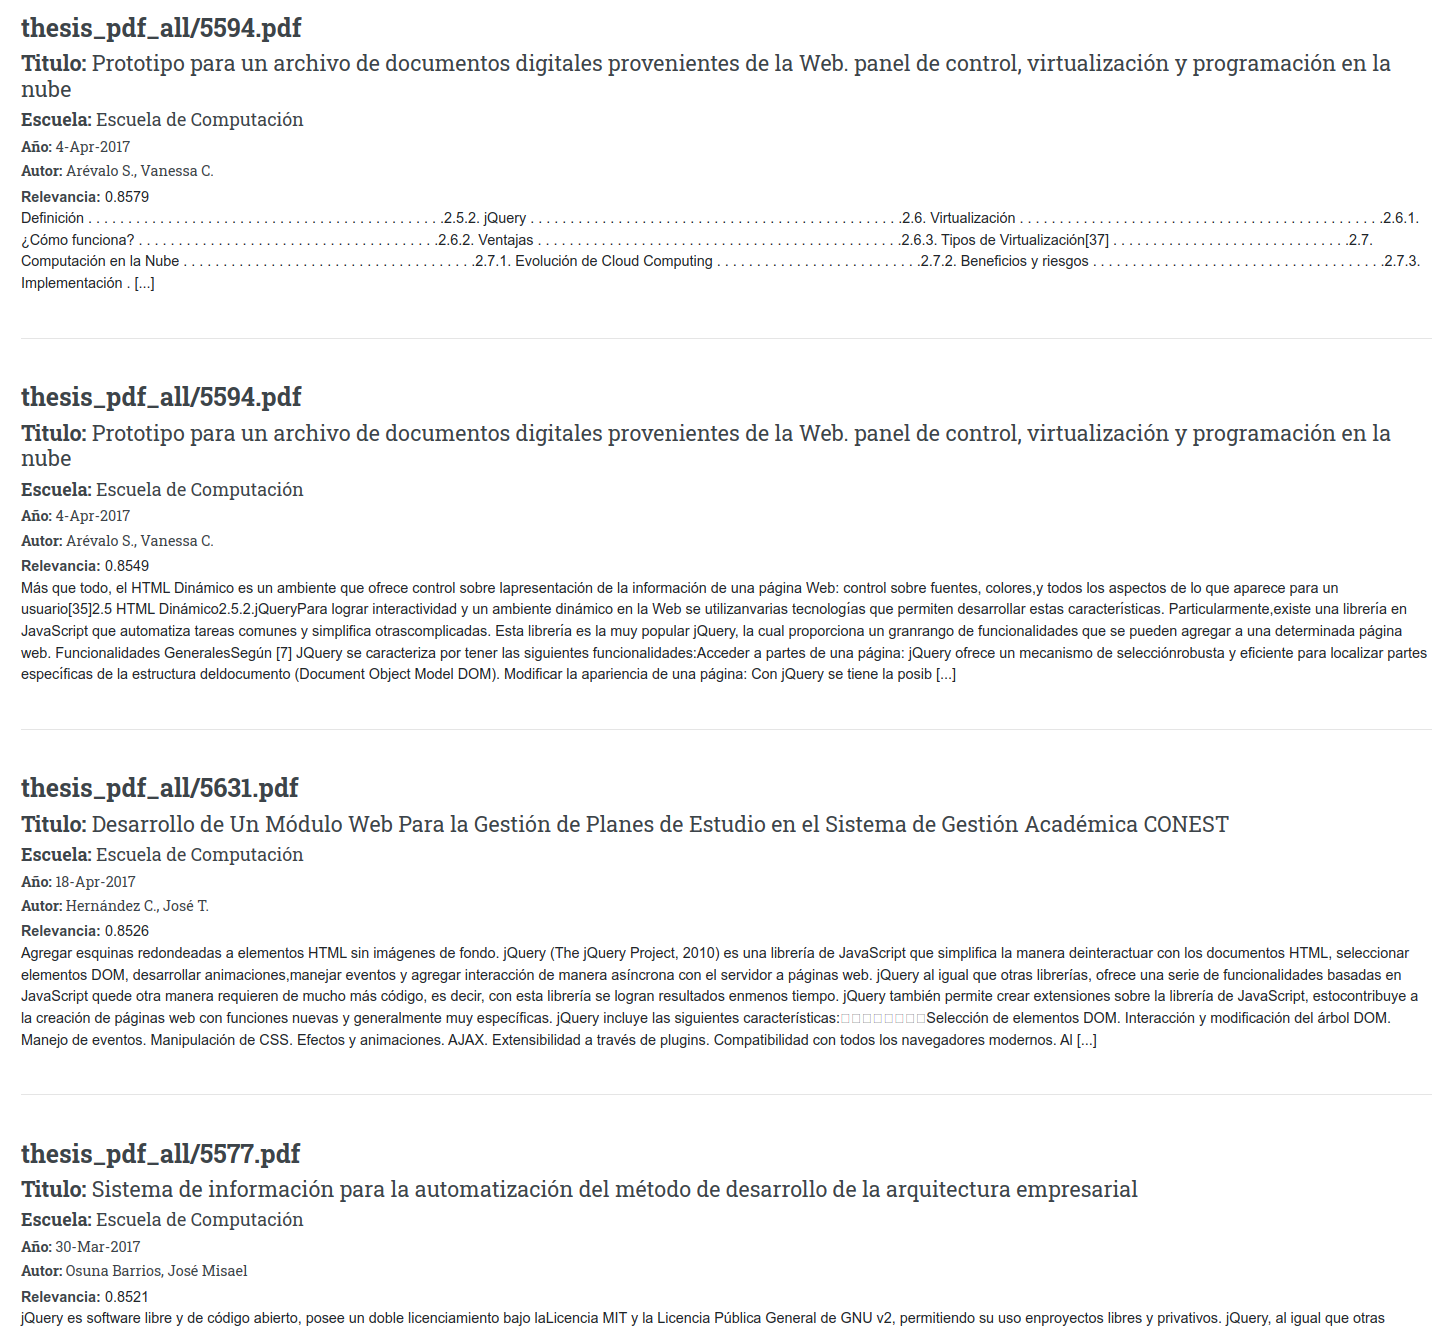 thesis_pdf_all/5594.pdf
Titulo: Prototipo para un archivo de documentos digitales provenientes de la Web. panel de control, virtualización y programación en la
nube
Escuela: Escuela de Computación
Año: 4-Apr-2017
Autor: Arévalo S., Vanessa C.
Relevancia: 0.8579
Definición . . . . . . . . . . . . . . . . . . . . . . . . . . . . . . . . . . . . . . . . . . . . .2.5.2. jQuery . . . . . . . . . . . . . . . . . . . . . . . . . . . . . . . . . . . . . . . . . . . . . . .2.6. Virtualización . . . . . . . . . . . . . . . . . . . . . . . . . . . . . . . . . . . . . . . . . . . . . .2.6.1.
¿Cómo funciona? . . . . . . . . . . . . . . . . . . . . . . . . . . . . . . . . . . . . . .2.6.2. Ventajas . . . . . . . . . . . . . . . . . . . . . . . . . . . . . . . . . . . . . . . . . . . . . .2.6.3. Tipos de Virtualización[37] . . . . . . . . . . . . . . . . . . . . . . . . . . . . . .2.7.
Computación en la Nube . . . . . . . . . . . . . . . . . . . . . . . . . . . . . . . . . . . . .2.7.1. Evolución de Cloud Computing . . . . . . . . . . . . . . . . . . . . . . . . . .2.7.2. Beneficios y riesgos . . . . . . . . . . . . . . . . . . . . . . . . . . . . . . . . . . . . .2.7.3.
Implementación . [...]
thesis_pdf_all/5594.pdf
Titulo: Prototipo para un archivo de documentos digitales provenientes de la Web. panel de control, virtualización y programación en la
nube
Escuela: Escuela de Computación
Año: 4-Apr-2017
Autor: Arévalo S., Vanessa C.
Relevancia: 0.8549
Más que todo, el HTML Dinámico es un ambiente que ofrece control sobre lapresentación de la información de una página Web: control sobre fuentes, colores,y todos los aspectos de lo que aparece para un
usuario[35]2.5 HTML Dinámico2.5.2.jQueryPara lograr interactividad y un ambiente dinámico en la Web se utilizanvarias tecnologías que permiten desarrollar estas características. Particularmente,existe una librería en
JavaScript que automatiza tareas comunes y simplifica otrascomplicadas. Esta librería es la muy popular jQuery, la cual proporciona un granrango de funcionalidades que se pueden agregar a una determinada página
web. Funcionalidades GeneralesSegún [7] JQuery se caracteriza por tener las siguientes funcionalidades:Acceder a partes de una página: jQuery ofrece un mecanismo de selecciónrobusta y eficiente para localizar partes
específicas de la estructura deldocumento (Document Object Model DOM). Modificar la apariencia de una página: Con jQuery se tiene la posib [...]
thesis_pdf_all/5631.pdf
Titulo: Desarrollo de Un Módulo Web Para la Gestión de Planes de Estudio en el Sistema de Gestión Académica CONEST
Escuela: Escuela de Computación
Año: 18-Apr-2017
Autor: Hernández C., José T.
Relevancia: 0.8526
Agregar esquinas redondeadas a elementos HTML sin imágenes de fondo. jQuery (The jQuery Project, 2010) es una librería de JavaScript que simplifica la manera deinteractuar con los documentos HTML, seleccionar
elementos DOM, desarrollar animaciones,manejar eventos y agregar interacción de manera asíncrona con el servidor a páginas web. jQuery al igual que otras librerías, ofrece una serie de funcionalidades basadas en
JavaScript quede otra manera requieren de mucho más código, es decir, con esta librería se logran resultados enmenos tiempo. jQuery también permite crear extensiones sobre la librería de JavaScript, estocontribuye a
la creación de páginas web con funciones nuevas y generalmente muy específicas. jQuery incluye las siguientes características:□□□□□□□□Selección de elementos DOM. Interacción y modificación del árbol DOM.
Manejo de eventos. Manipulación de CSS. Efectos y animaciones. AJAX. Extensibilidad a través de plugins. Compatibilidad con todos los navegadores modernos. Al [...]
thesis_pdf_all/5577.pdf
Titulo: Sistema de información para la automatización del método de desarrollo de la arquitectura empresarial
Escuela: Escuela de Computación
Año: 30-Mar-2017
Autor: Osuna Barrios, José Misael
Relevancia: 0.8521
jQuery es software libre y de código abierto, posee un doble licenciamiento bajo laLicencia MIT y la Licencia Pública General de GNU v2, permitiendo su uso enproyectos libres y privativos. jQuery, al igual que otras